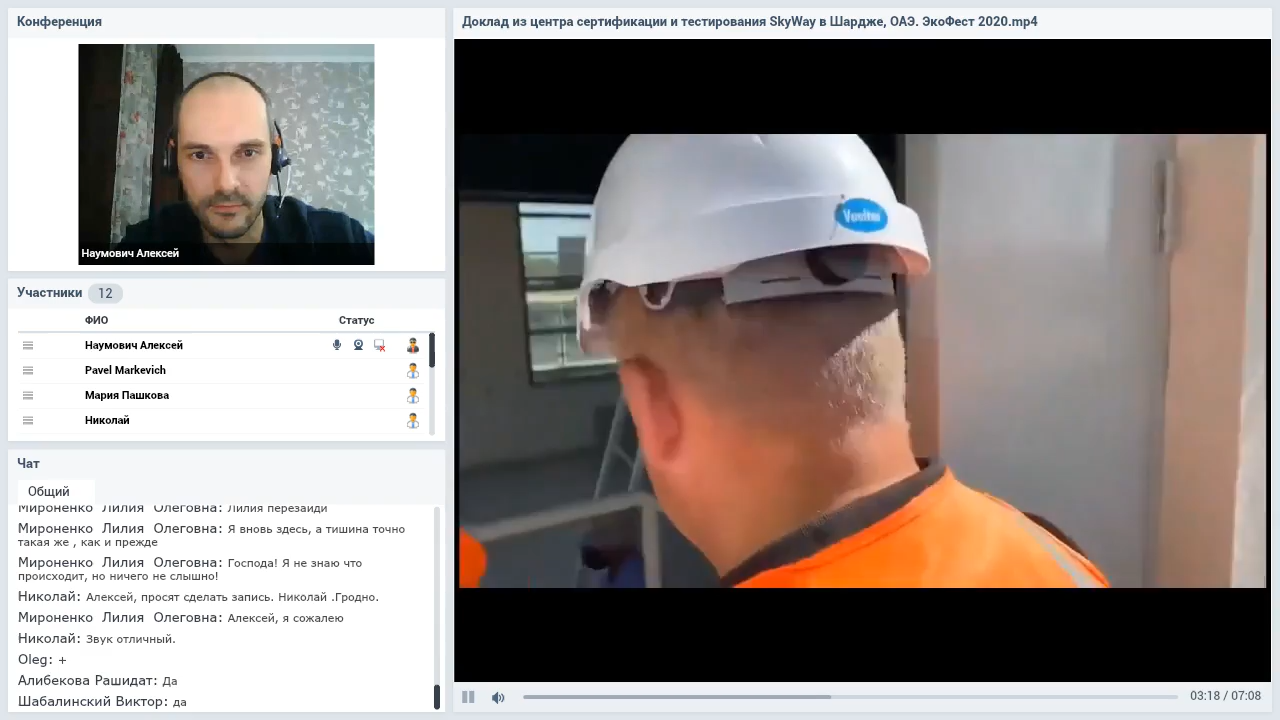 Конференция
Наумович Алексей
Участники 12
ФИО Статус
Наумович Алексей
Pavel Markevich
Мария Пашкова
Николай
Чат
Общий
Мироненко Лилия Олеговна: Лилия перезайди
Мироненко Лилия Олеговна: Я вновь здесь, а тишина точно
такая же , как и прежде
Мироненко Лилия Олеговна: Господа! Я не знаю что
происходит, но ничего не слышно!
Николай: Алексей, просят сделать запись. Николай .Гродно.
Мироненко Лилия Олеговна: Алексей, я сожалею
Николай: Звук отличный.
Oleg: +
Алибекова Рашидат: Да
Шабалинский Виктор: да
Доклад из центра сертификации и тестирования SkyWay в Шардже, ОАЭ. ЭкоФест 2020.mp4
03:18 / 07:08